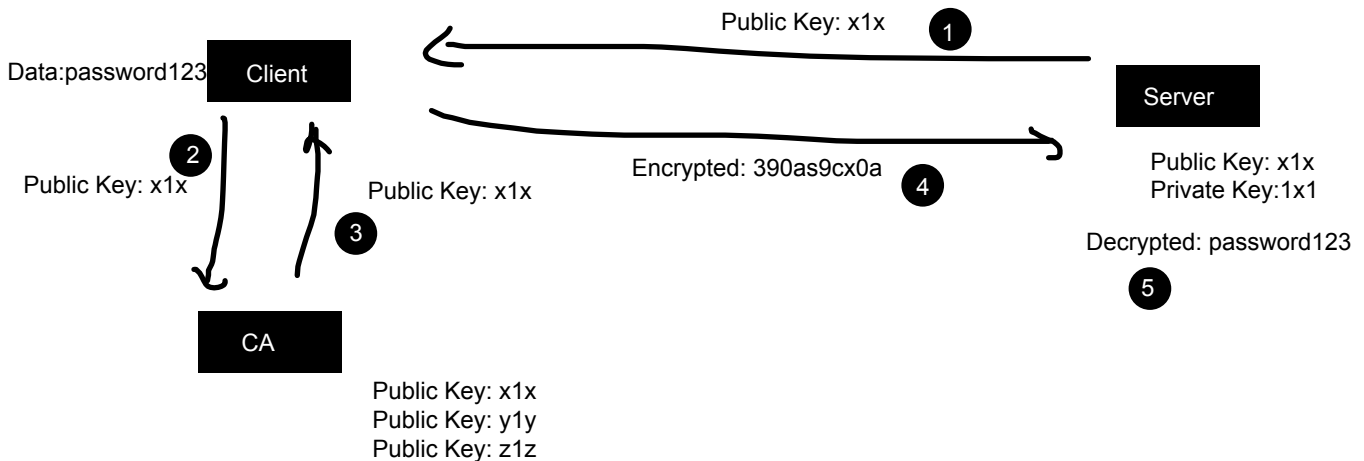 Public Key: x1x
1
Data:password123
Client
Server
2
Public Key: x1x
Public Key: x1x
3
Encrypted: 390as9cx0a
4
Public Key: x1x
Private Key:1x1
Decrypted: password123
5
CA
Public Key: x1x
Public Key: y1y
Public Key: z1z